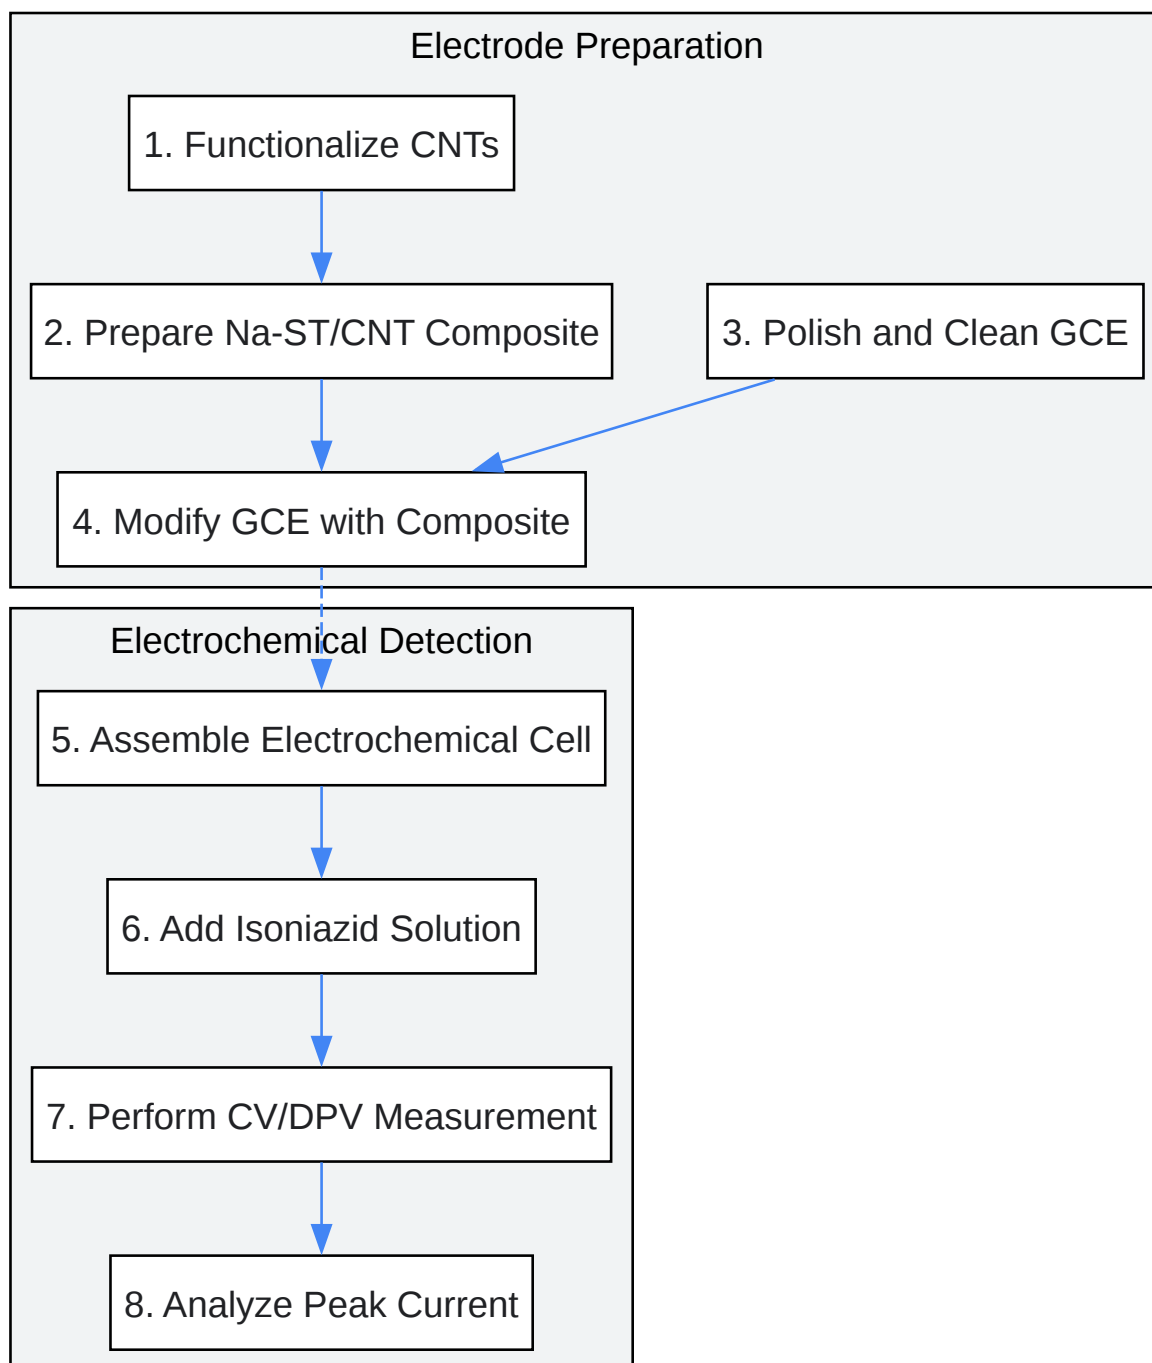 Electrode Preparation
1. Functionalize CNTs
2. Prepare Na-ST/CNT Composite
3. Polish and Clean GCE
4. Modify GCE with Composite
Electrochemical Detection
5. Assemble Electrochemical Cell
6. Add Isoniazid Solution
7. Perform CV/DPV Measurement
8. Analyze Peak Current